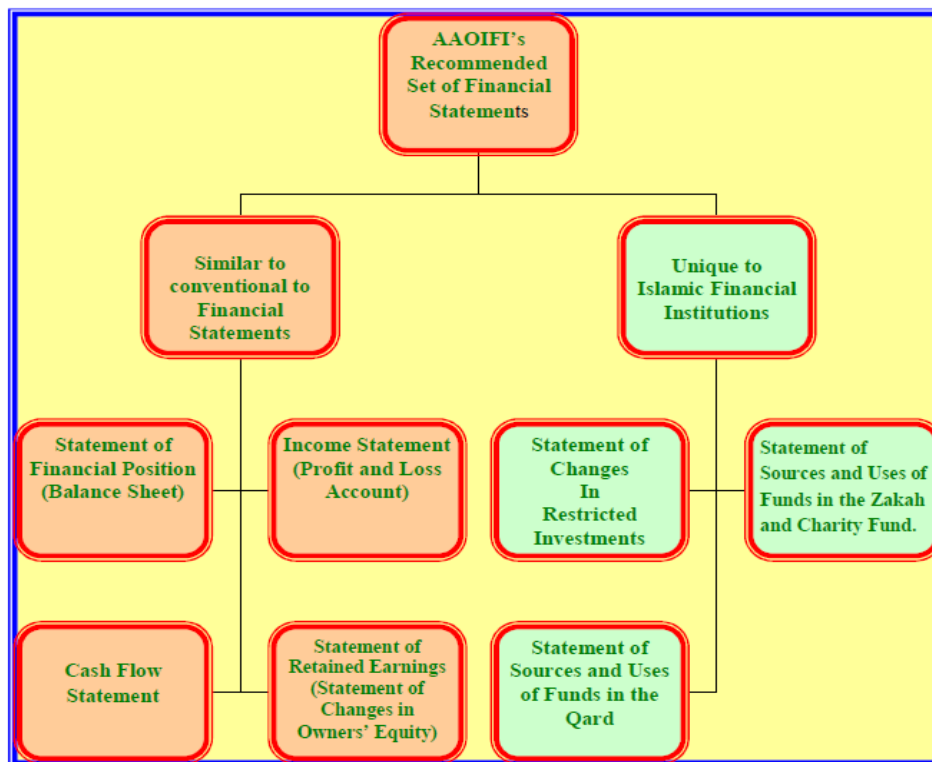 AAOIFI's
Recommended
Set of Financial
Statements
Similar to
conventional to
Financial
Statements
Unique to
Islamic Financial
Institutions
Statement of
Financial Position
(Balance Sheet)
Income Statement
(Profit and Loss
Account)
Statement of
Changes
In
Restricted
Investments
Statement of
Sources and Uses of
Funds in the Zakah
and Charity Fund.
Cash Flow
Statement
Statement of
Retained Earnings
(Statement of
Changes in
Owners' Equity)
Statement of
Sources and Uses
of Funds in the
Qard